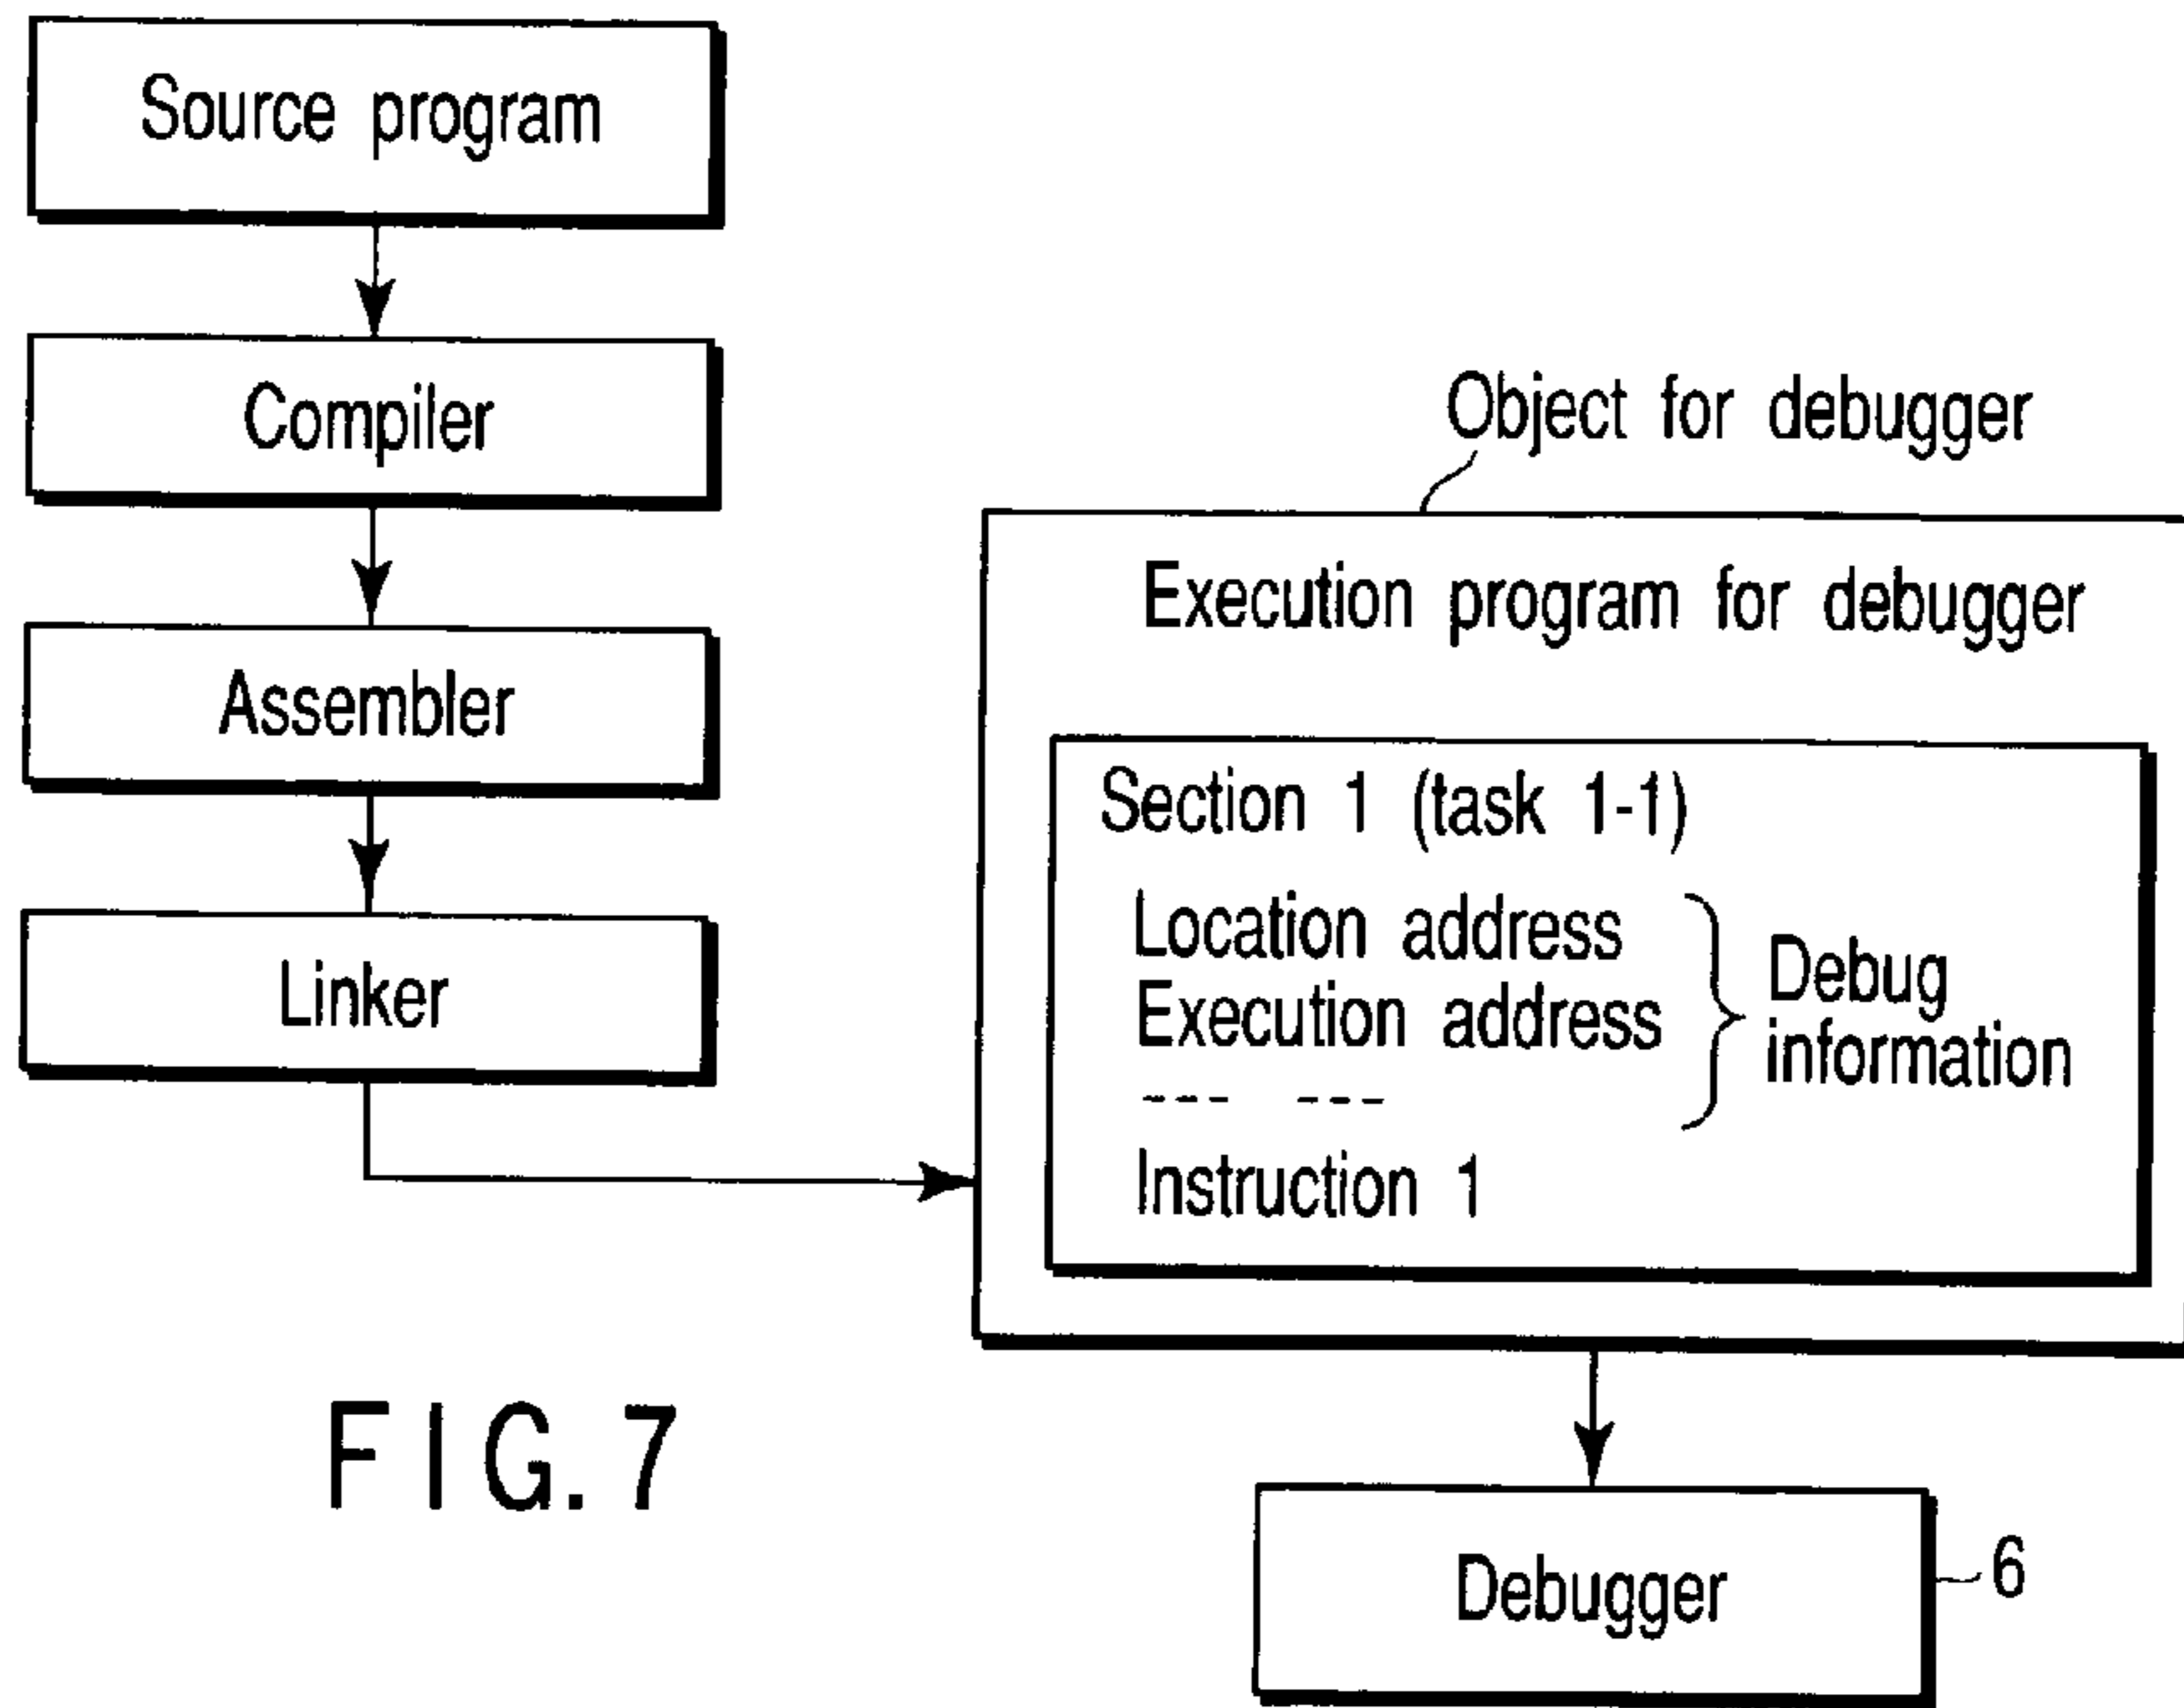 Source program
Compiler
Assembler
Linker
Object for debugger
Execution program for debugger
Section 1 (task 1-1)
Location address
Execution address
--- ---
Debug
information
Instruction 1
Debugger
6
FIG. 7